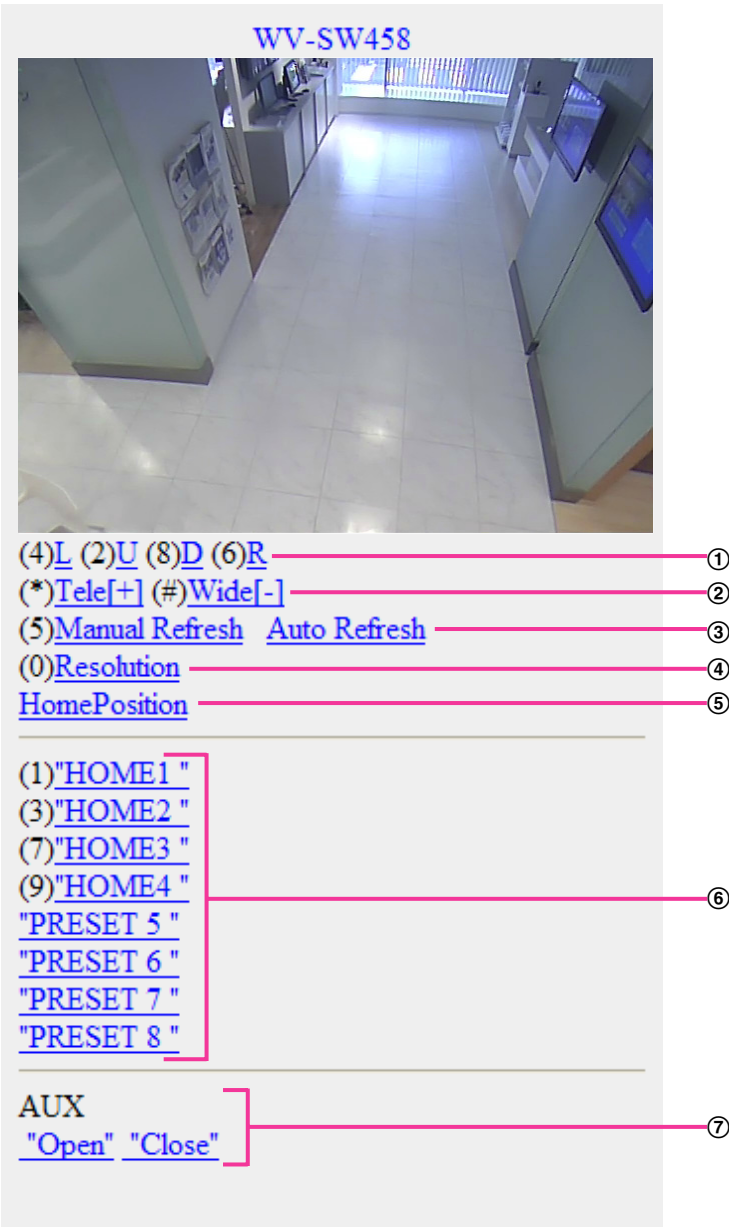 WV-SW458
(4)L (2)U (8)D (6)R ①
(*)Tele[+] (#)Wide[-] ②
(5)Manual Refresh Auto Refresh ③
(0)Resolution ④
HomePosition ⑤
(1)"HOME1 "
(3)"HOME2 "
(7)"HOME3 "
(9)"HOME4 " ⑥
"PRESET 5 "
"PRESET 6 "
"PRESET 7 "
"PRESET 8 "
AUX
"Open" "Close" ⑦